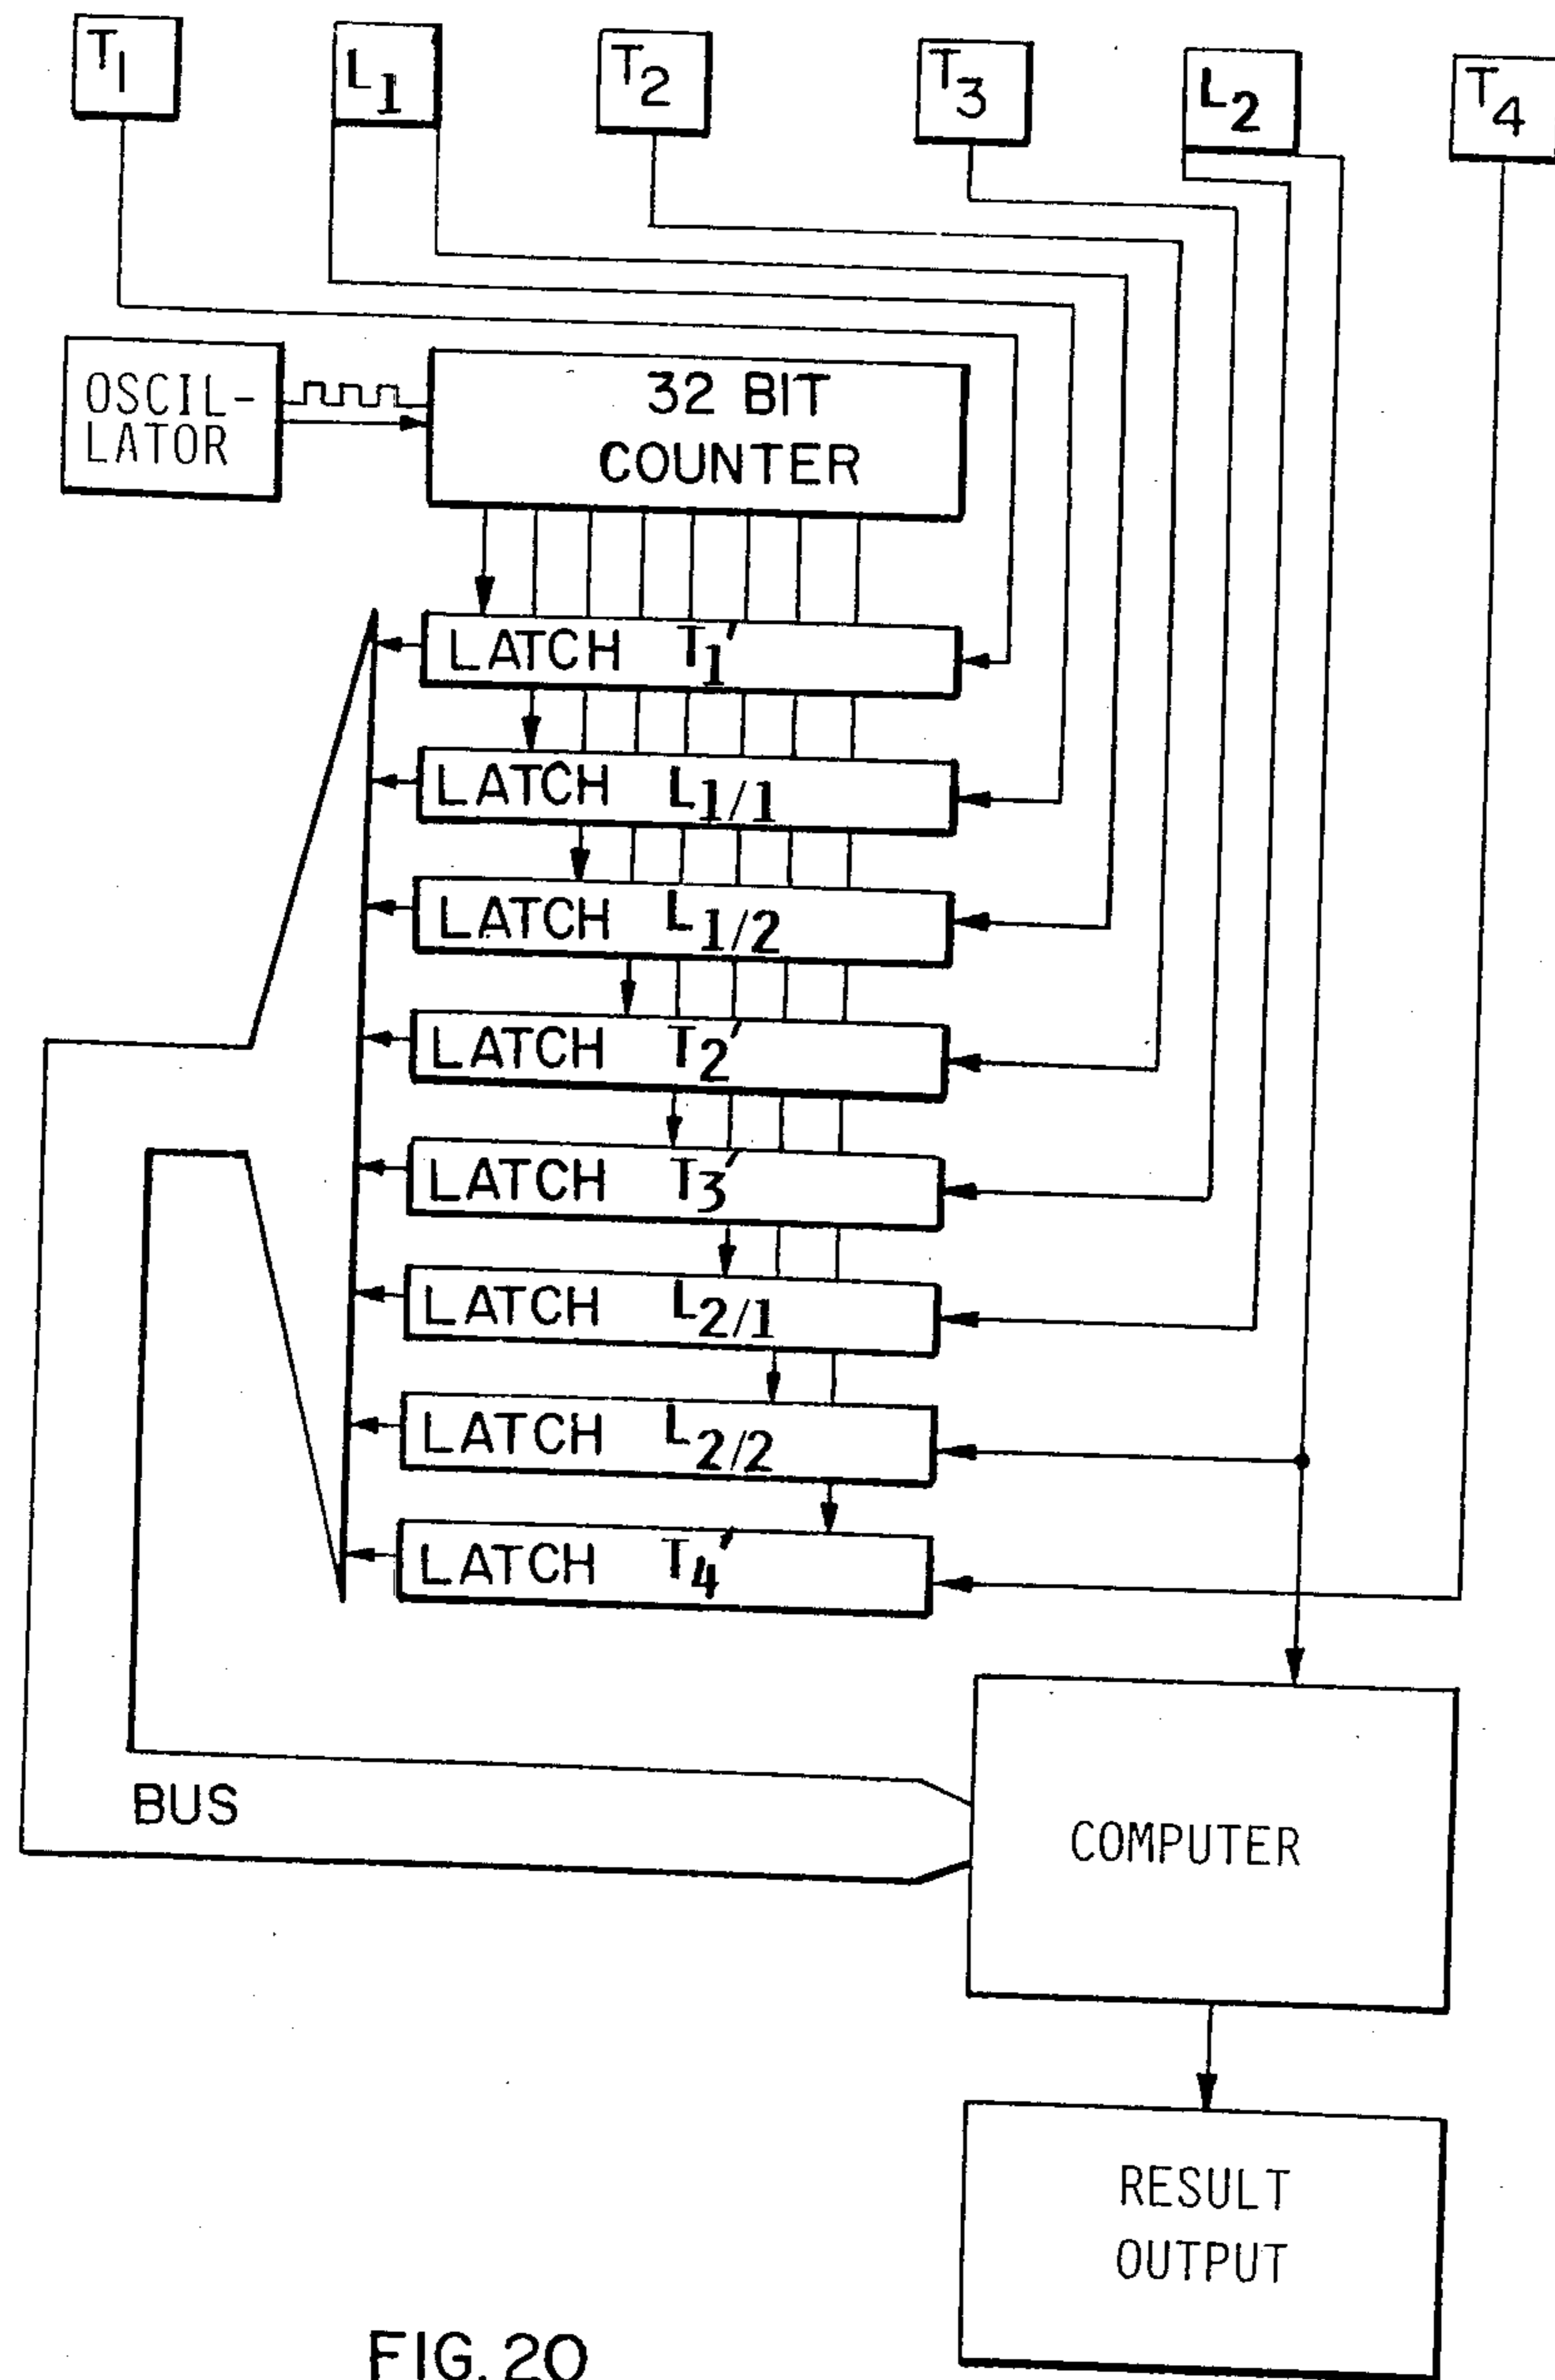 T1 L1 T2 T3 L2 T4
OSCIL-
LATOR
32 BIT
COUNTER
LATCH T1'
LATCH L1/1
LATCH L1/2
LATCH T2'
LATCH T3'
LATCH L2/1
LATCH L2/2
LATCH T4'
BUS
COMPUTER
RESULT
OUTPUT
FIG. 20